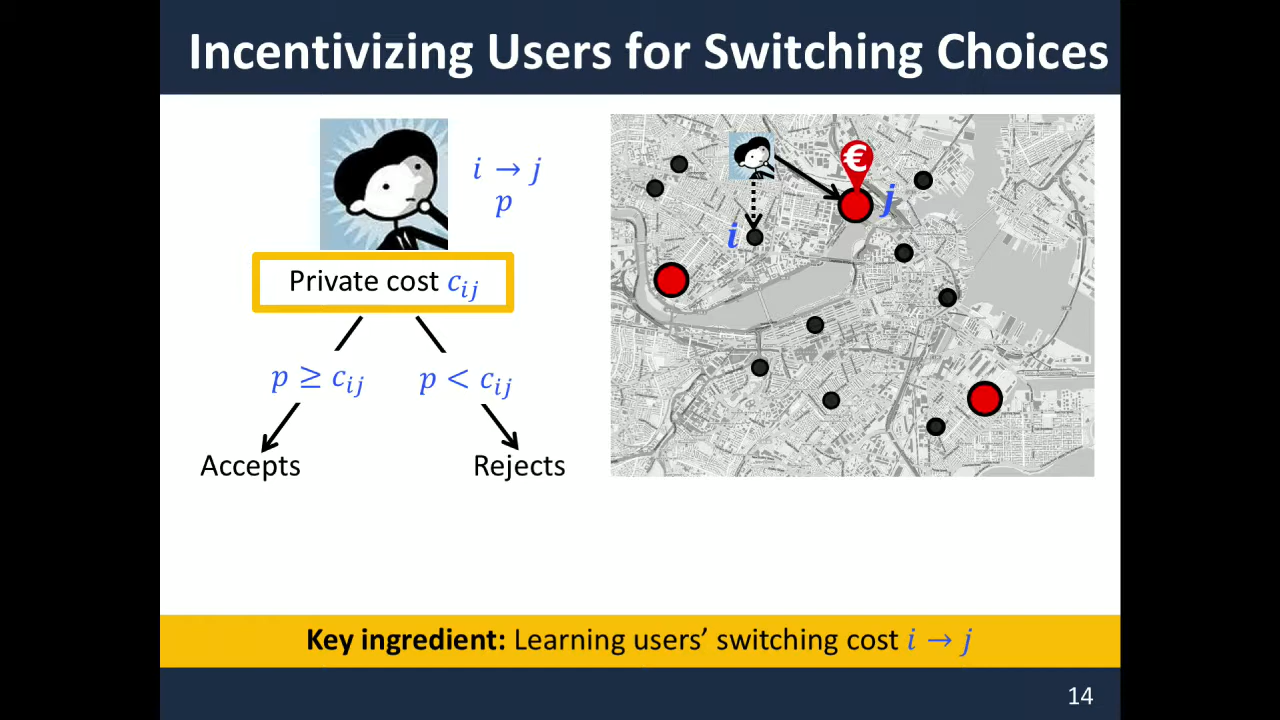 Incentivizing Users for Switching Choices
i → j
p
Private cost c_ij
p ≥ c_ij
p < c_ij
Accepts
Rejects
€
j
i
Key ingredient: Learning users’ switching cost i → j
14